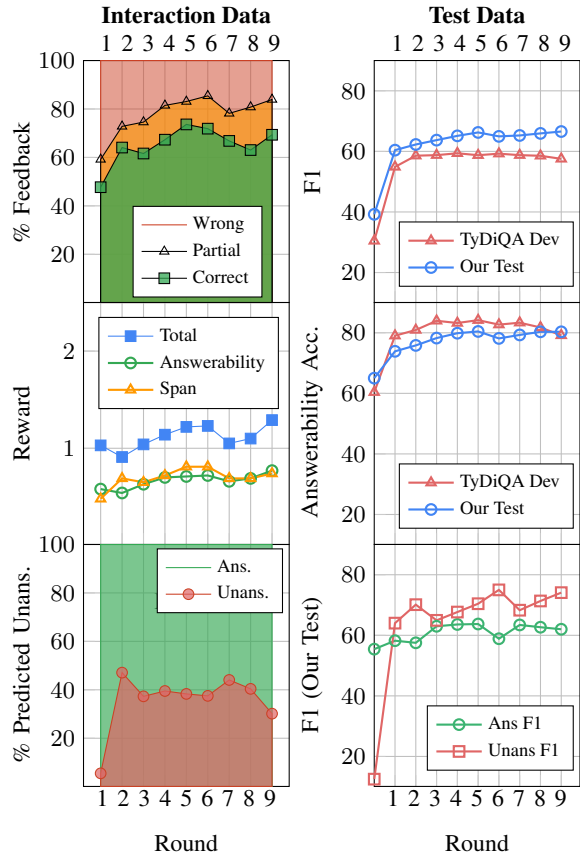 Interaction Data
1 2 3 4 5 6 7 8 9
% Feedback
100
80
60
40
20
Wrong
Partial
Correct
Reward
2
1
Total
Answerability
Span
% Predicted Unans.
100
80
60
40
20
Ans.
Unans.
1 2 3 4 5 6 7 8 9
Round
Test Data
1 2 3 4 5 6 7 8 9
F1
80
60
40
20
TyDiQA Dev
Our Test
Answerability Acc.
80
60
40
20
TyDiQA Dev
Our Test
F1 (Our Test)
80
60
40
20
Ans F1
Unans F1
1 2 3 4 5 6 7 8 9
Round